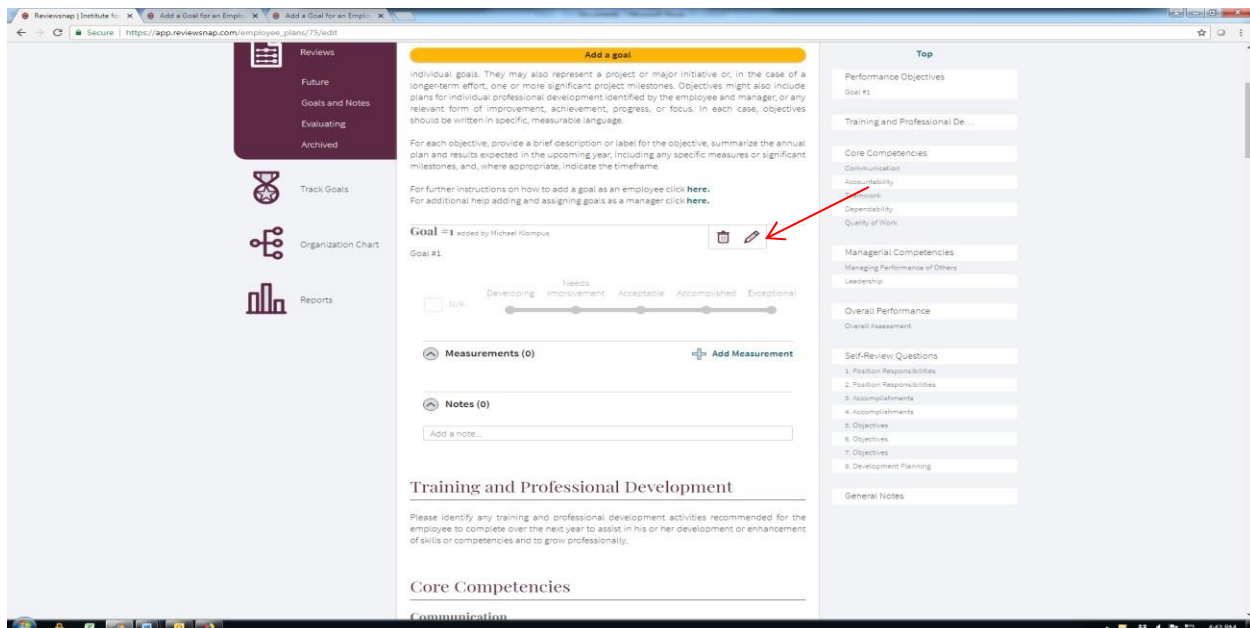 Reviewsnap | Institute for
Add a Goal for an Emplo
Add a Goal for an Emplo
Secure | https://app.reviewsnap.com/employee_plans/75/edit
Reviews
Future
Goals and Notes
Evaluating
Archived
Track Goals
Organization Chart
Reports
Add a goal
individual goals. They may also represent a project or major initiative or, in the case of a
longer-term effort, one or more significant project milestones. Objectives might also include
plans for individual professional development identified by the employee and manager, or any
relevant form of improvement, achievement, progress, or focus. In each case, objectives
should be written in specific, measurable language.
For each objective, provide a brief description or label for the objective, summarize the annual
plan and results expected in the upcoming year, including any specific measures or significant
milestones, and, where appropriate, indicate the timeframe.
For further instructions on how to add a goal as an employee click here.
For additional help adding and assigning goals as a manager click here.
Goal #1 added by Michael Klompus
Goal #1
N/A
Developing
Needs
Improvement
Acceptable
Accomplished
Exceptional
Measurements (0)
Add Measurement
Notes (0)
Add a note...
Training and Professional Development
Please identify any training and professional development activities recommended for the
employee to complete over the next year to assist in his or her development or enhancement
of skills or competencies and to grow professionally.
Core Competencies
Communication
Top
Performance Objectives
Goal #1
Training and Professional De...
Core Competencies
Communication
Accountability
Teamwork
Dependability
Quality of Work
Managerial Competencies
Managing Performance of Others
Leadership
Overall Performance
Overall Assessment
Self-Review Questions
1. Position Responsibilities
2. Position Responsibilities
3. Accomplishments
4. Accomplishments
5. Objectives
6. Objectives
7. Objectives
8. Development Planning
General Notes
4:43 PM